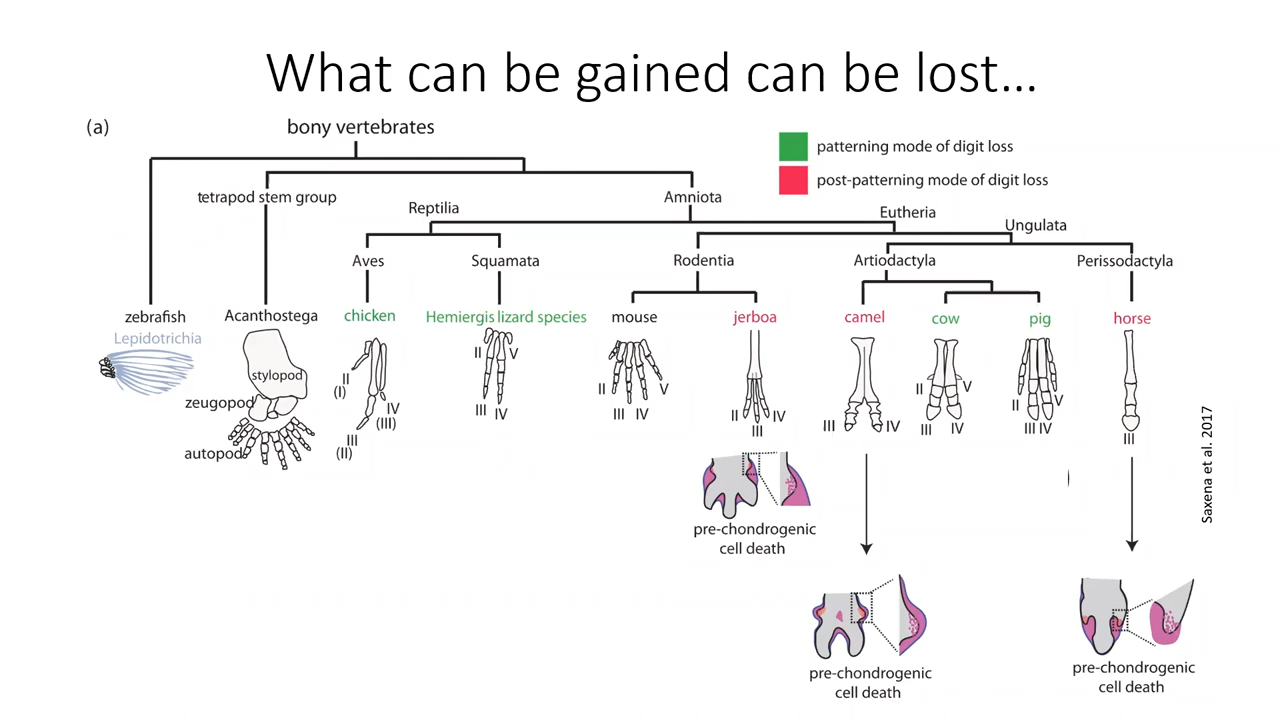 What can be gained can be lost...
(a)
bony vertebrates
patterning mode of digit loss
post-patterning mode of digit loss
tetrapod stem group
Amniota
Reptilia
Eutheria
Ungulata
Aves
Squamata
Rodentia
Artiodactyla
Perissodactyla
zebrafish
Acanthostega
chicken
Hemiergis lizard species
mouse
jerboa
camel
cow
pig
horse
Lepidotrichia
stylopod
zeugopod
autopod
II
(I)
IV
(III)
III
(II)
II
V
III
IV
II
III
IV
V
II
III
IV
III
IV
II
V
III
IV
II
V
III
IV
III
pre-chondrogenic
cell death
pre-chondrogenic
cell death
pre-chondrogenic
cell death
Saxena et al. 2017